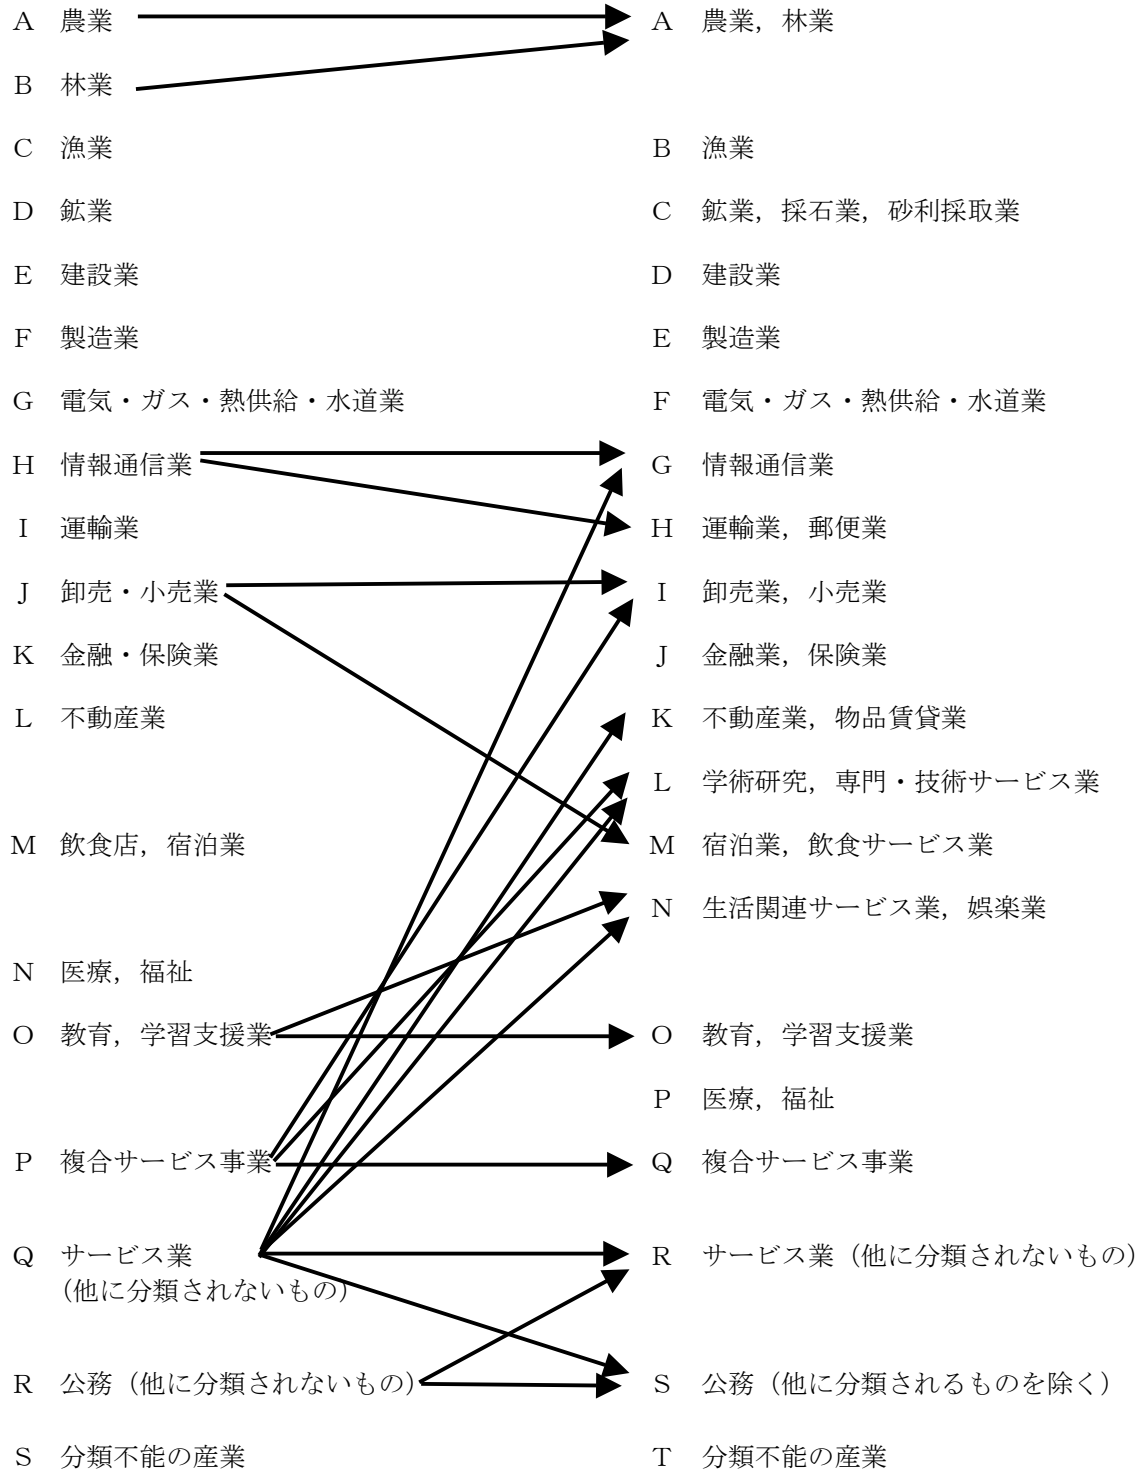 A 農業 A 農業，林業
B 林業
C 漁業 B 漁業
D 鉱業 C 鉱業，採石業，砂利採取業
E 建設業 D 建設業
F 製造業 E 製造業
G 電気・ガス・熱供給・水道業 F 電気・ガス・熱供給・水道業
H 情報通信業 G 情報通信業
I 運輸業 H 運輸業，郵便業
J 卸売・小売業 I 卸売業，小売業
K 金融・保険業 J 金融業，保険業
L 不動産業 K 不動産業，物品賃貸業
L 学術研究，専門・技術サービス業
M 飲食店，宿泊業 M 宿泊業，飲食サービス業
N 生活関連サービス業，娯楽業
N 医療，福祉
O 教育，学習支援業 O 教育，学習支援業
P 医療，福祉
P 複合サービス事業 Q 複合サービス事業
Q サービス業 R サービス業（他に分類されないもの）
（他に分類されないもの）
R 公務（他に分類されないもの） S 公務（他に分類されるものを除く）
S 分類不能の産業 T 分類不能の産業